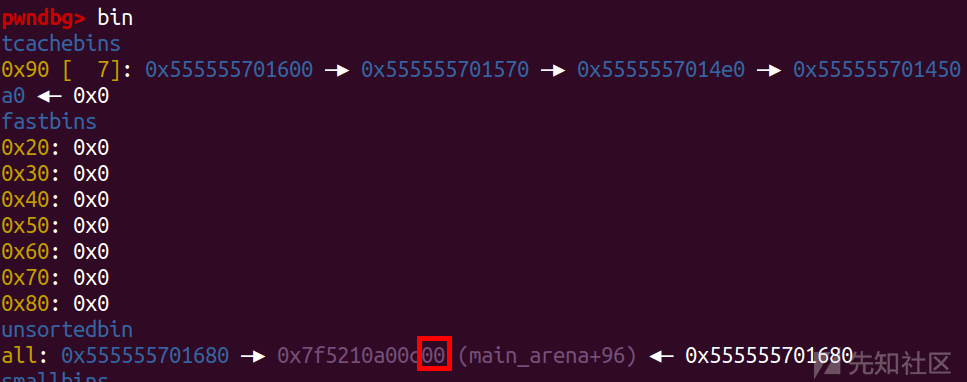 pwndbg> bin
tcachebins
0x90 [  7]: 0x555555701600 —▸ 0x555555701570 —▸ 0x5555557014e0 —▸ 0x555555701450
a0 ◂— 0x0
fastbins
0x20: 0x0
0x30: 0x0
0x40: 0x0
0x50: 0x0
0x60: 0x0
0x70: 0x0
0x80: 0x0
unsortedbin
all: 0x555555701680 —▸ 0x7f5210a00c00 (main_arena+96) ◂— 0x555555701680
smallbins
先知社区